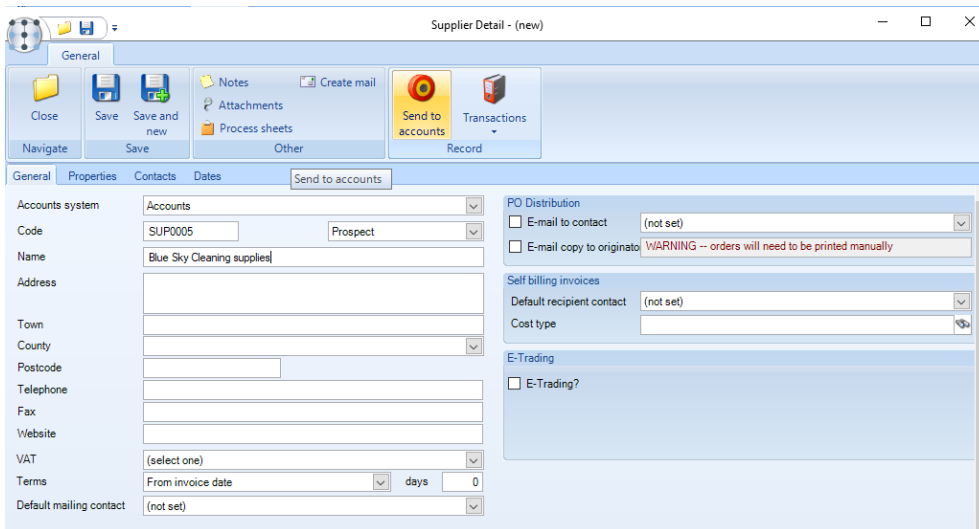 Supplier Detail - (new)
General
Close
Save
Save and new
Notes
Attachments
Process sheets
Create mail
Send to accounts
Transactions
Navigate
Save
Other
Record
General Properties Contacts Dates
Send to accounts
Accounts system Accounts
Code SUP0005 Prospect
Name Blue Sky Cleaning supplies
Address
Town
County
Postcode
Telephone
Fax
Website
VAT (select one)
Terms From invoice date days 0
Default mailing contact (not set)
PO Distribution
E-mail to contact (not set)
E-mail copy to originato WARNING -- orders will need to be printed manually
Self billing invoices
Default recipient contact (not set)
Cost type
E-Trading
E-Trading?